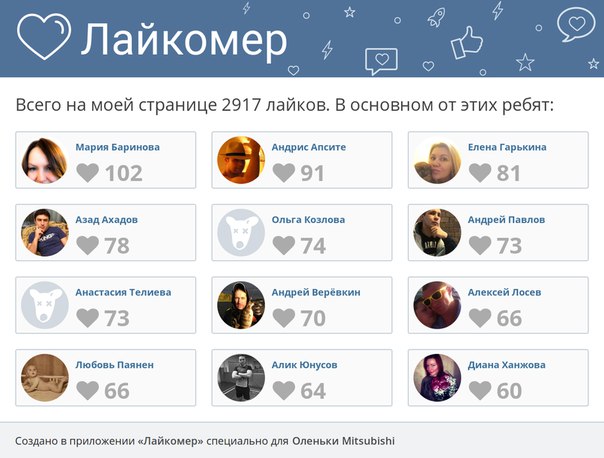 Лайкомер
Всего на моей странице 2917 лайков. В основном от этих ребят:
Мария Баринова
102
Андрис Апсите
91
Елена Гарькина
81
Азад Ахадов
78
Ольга Козлова
74
Андрей Павлов
73
Анастасия Телиева
73
Андрей Верёвкин
70
Алексей Лосев
66
Любовь Паянен
66
Алик Юнусов
64
Диана Ханжова
60
Создано в приложении «Лайкомер» специально для Оленьки Mitsubishi